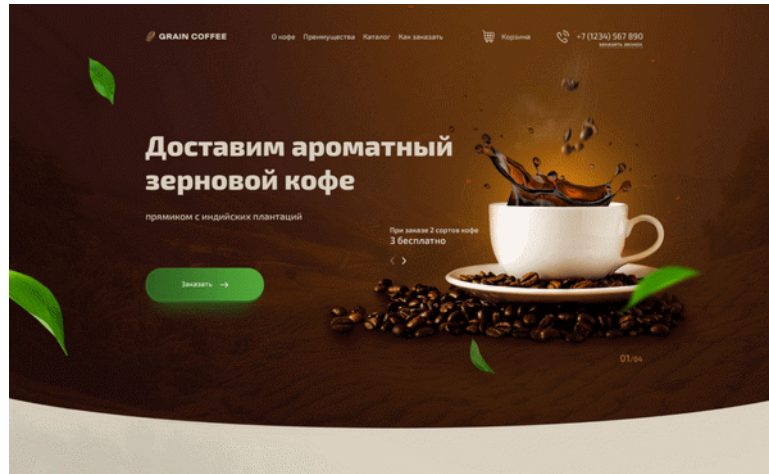 GRAIN COFFEE
О кофе Преимущества Каталог Как заказать
Корзина
+7 (1234) 567 890
заказать звонок
Доставим ароматный
зерновой кофе
прямиком с индийских плантаций
При заказе 2 сортов кофе
3 бесплатно
Заказать →
01/04